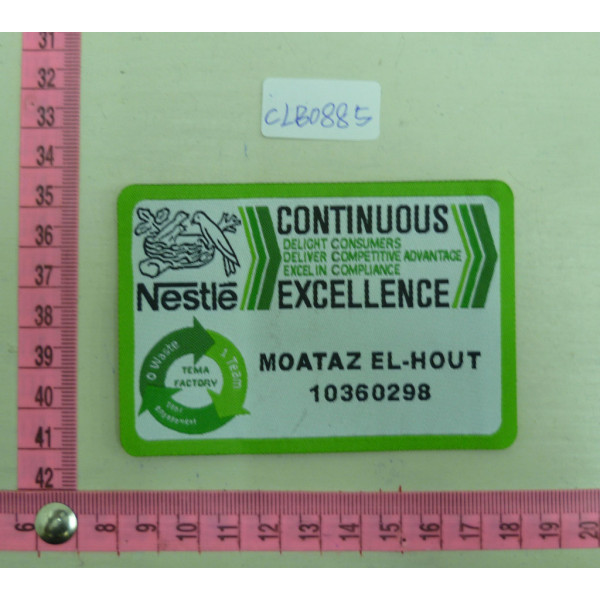 CLB0885
CONTINUOUS
DELIGHT CONSUMERS
DELIVER COMPETITIVE ADVANTAGE
EXCEL IN COMPLIANCE
EXCELLENCE
Nestlé
0 Waste
1 Team
100% Engagement
TEMA
FACTORY
MOATAZ EL-HOUT
10360298
31
32
33
34
35
36
37
38
39
40
41
42
6
8
9
10
11
12
13
14
15
16
17
18
19
20